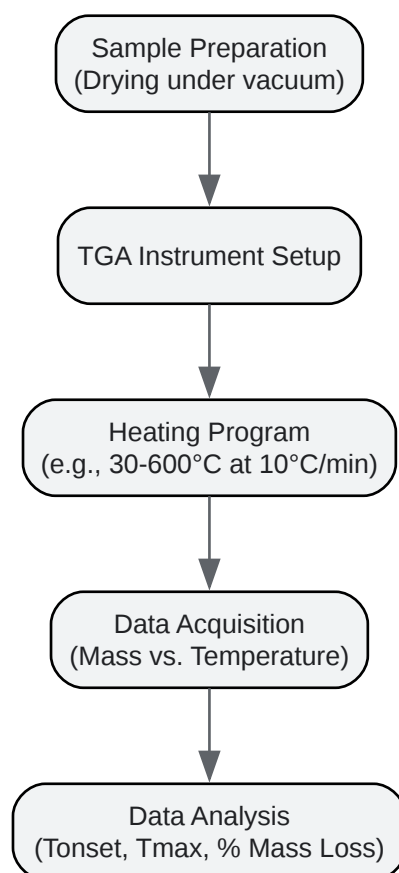 Sample Preparation
(Drying under vacuum)
TGA Instrument Setup
Heating Program
(e.g., 30-600°C at 10°C/min)
Data Acquisition
(Mass vs. Temperature)
Data Analysis
(Tonset, Tmax, % Mass Loss)